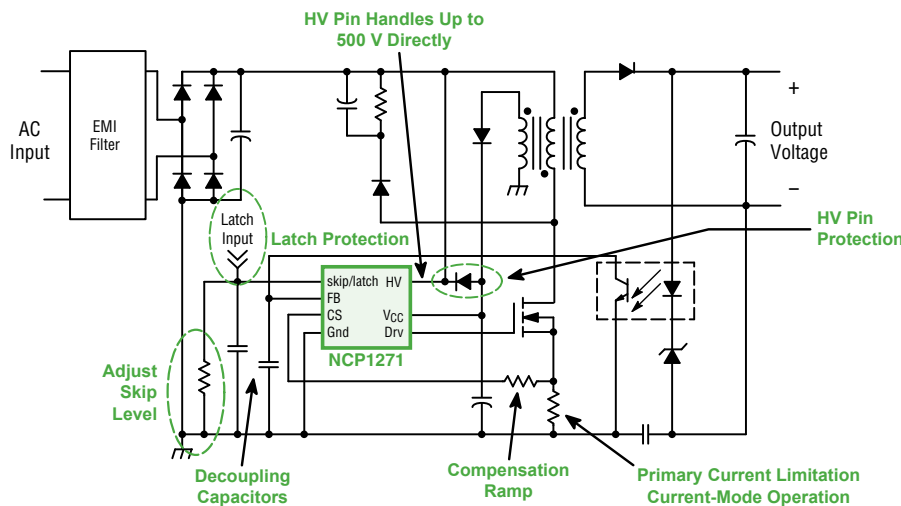 HV Pin Handles Up to
500 V Directly
AC
Input
EMI
Filter
+
Output
Voltage
−
Latch
Input
Latch Protection
HV Pin
Protection
skip/latch HV
FB
CS VCC
Gnd Drv
NCP1271
Adjust
Skip
Level
Decoupling
Capacitors
Compensation
Ramp
Primary Current Limitation
Current-Mode Operation